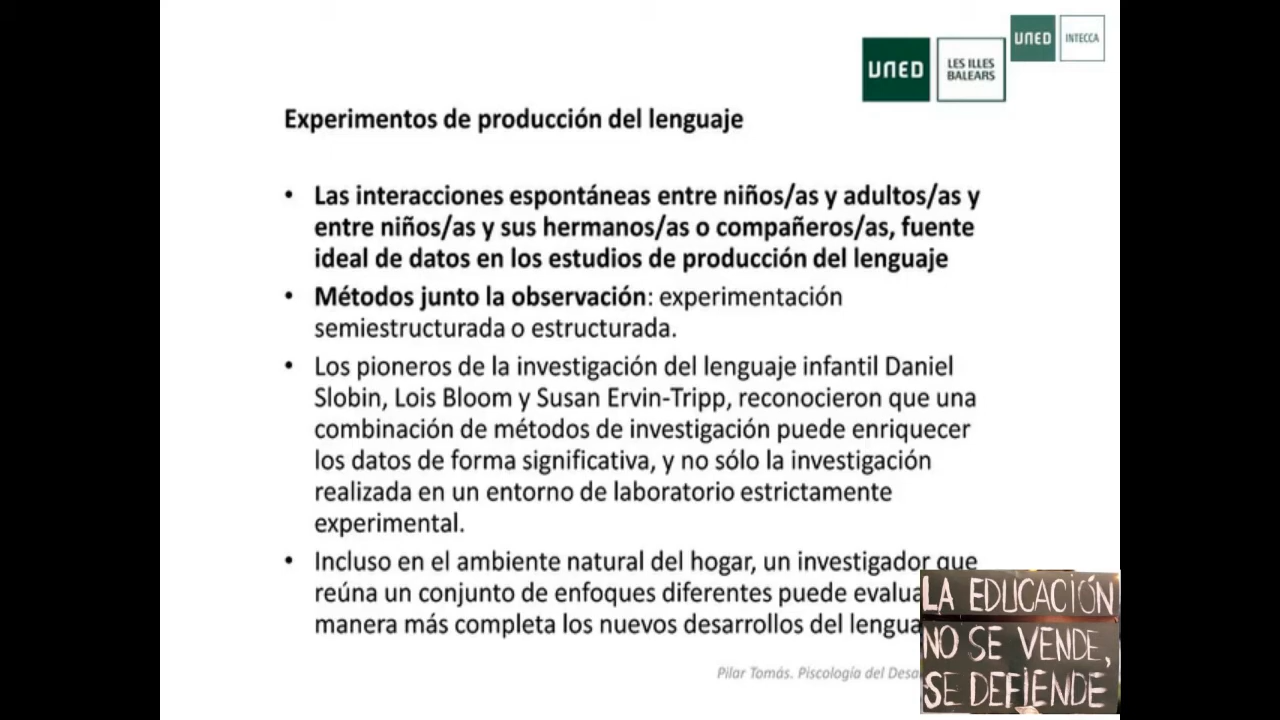 UNED
INTECCA
UNED
LES ILLES
BALEARS
Experimentos de producción del lenguaje
• Las interacciones espontáneas entre niños/as y adultos/as y
entre niños/as y sus hermanos/as o compañeros/as, fuente
ideal de datos en los estudios de producción del lenguaje
• Métodos junto la observación: experimentación
semiestructurada o estructurada.
• Los pioneros de la investigación del lenguaje infantil Daniel
Slobin, Lois Bloom y Susan Ervin-Tripp, reconocieron que una
combinación de métodos de investigación puede enriquecer
los datos de forma significativa, y no sólo la investigación
realizada en un entorno de laboratorio estrictamente
experimental.
• Incluso en el ambiente natural del hogar, un investigador que
reúna un conjunto de enfoques diferentes puede evalua
manera más completa los nuevos desarrollos del lengua
Pilar Tomás. Piscología del Desa
LA EDUCACIÓN
NO SE VENDE,
SE DEFIENDE